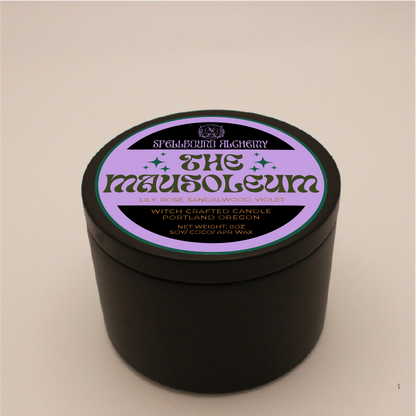 SPELLBOUND ALCHEMY
THE
MAUSOLEUM
LILY, ROSE, SANDALWOOD, VIOLET
WITCH CRAFTED CANDLE
PORTLAND OREGON
NET WEIGHT: 8OZ
SOY/ COCO/ APR WAX